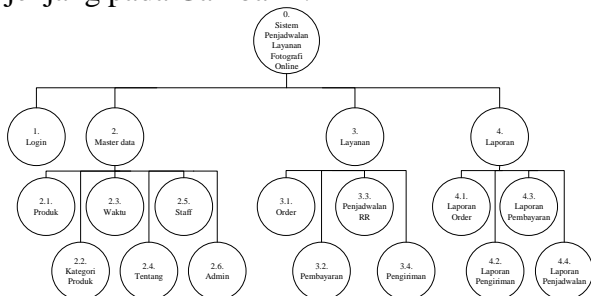 0.
Sistem
Penjadwalan
Layanan
Fotografi
Online
1.
Login
2.
Master data
3.
Layanan
4.
Laporan
2.1.
Produk
2.3.
Waktu
2.5.
Staff
3.1.
Order
3.3.
Penjadwalan
RR
4.1.
Laporan
Order
4.3.
Laporan
Pembayaran
2.2.
Kategori
Produk
2.4.
Tentang
2.6.
Admin
3.2.
Pembayaran
3.4.
Pengiriman
4.2.
Laporan
Pengiriman
4.4.
Laporan
Penjadwalan